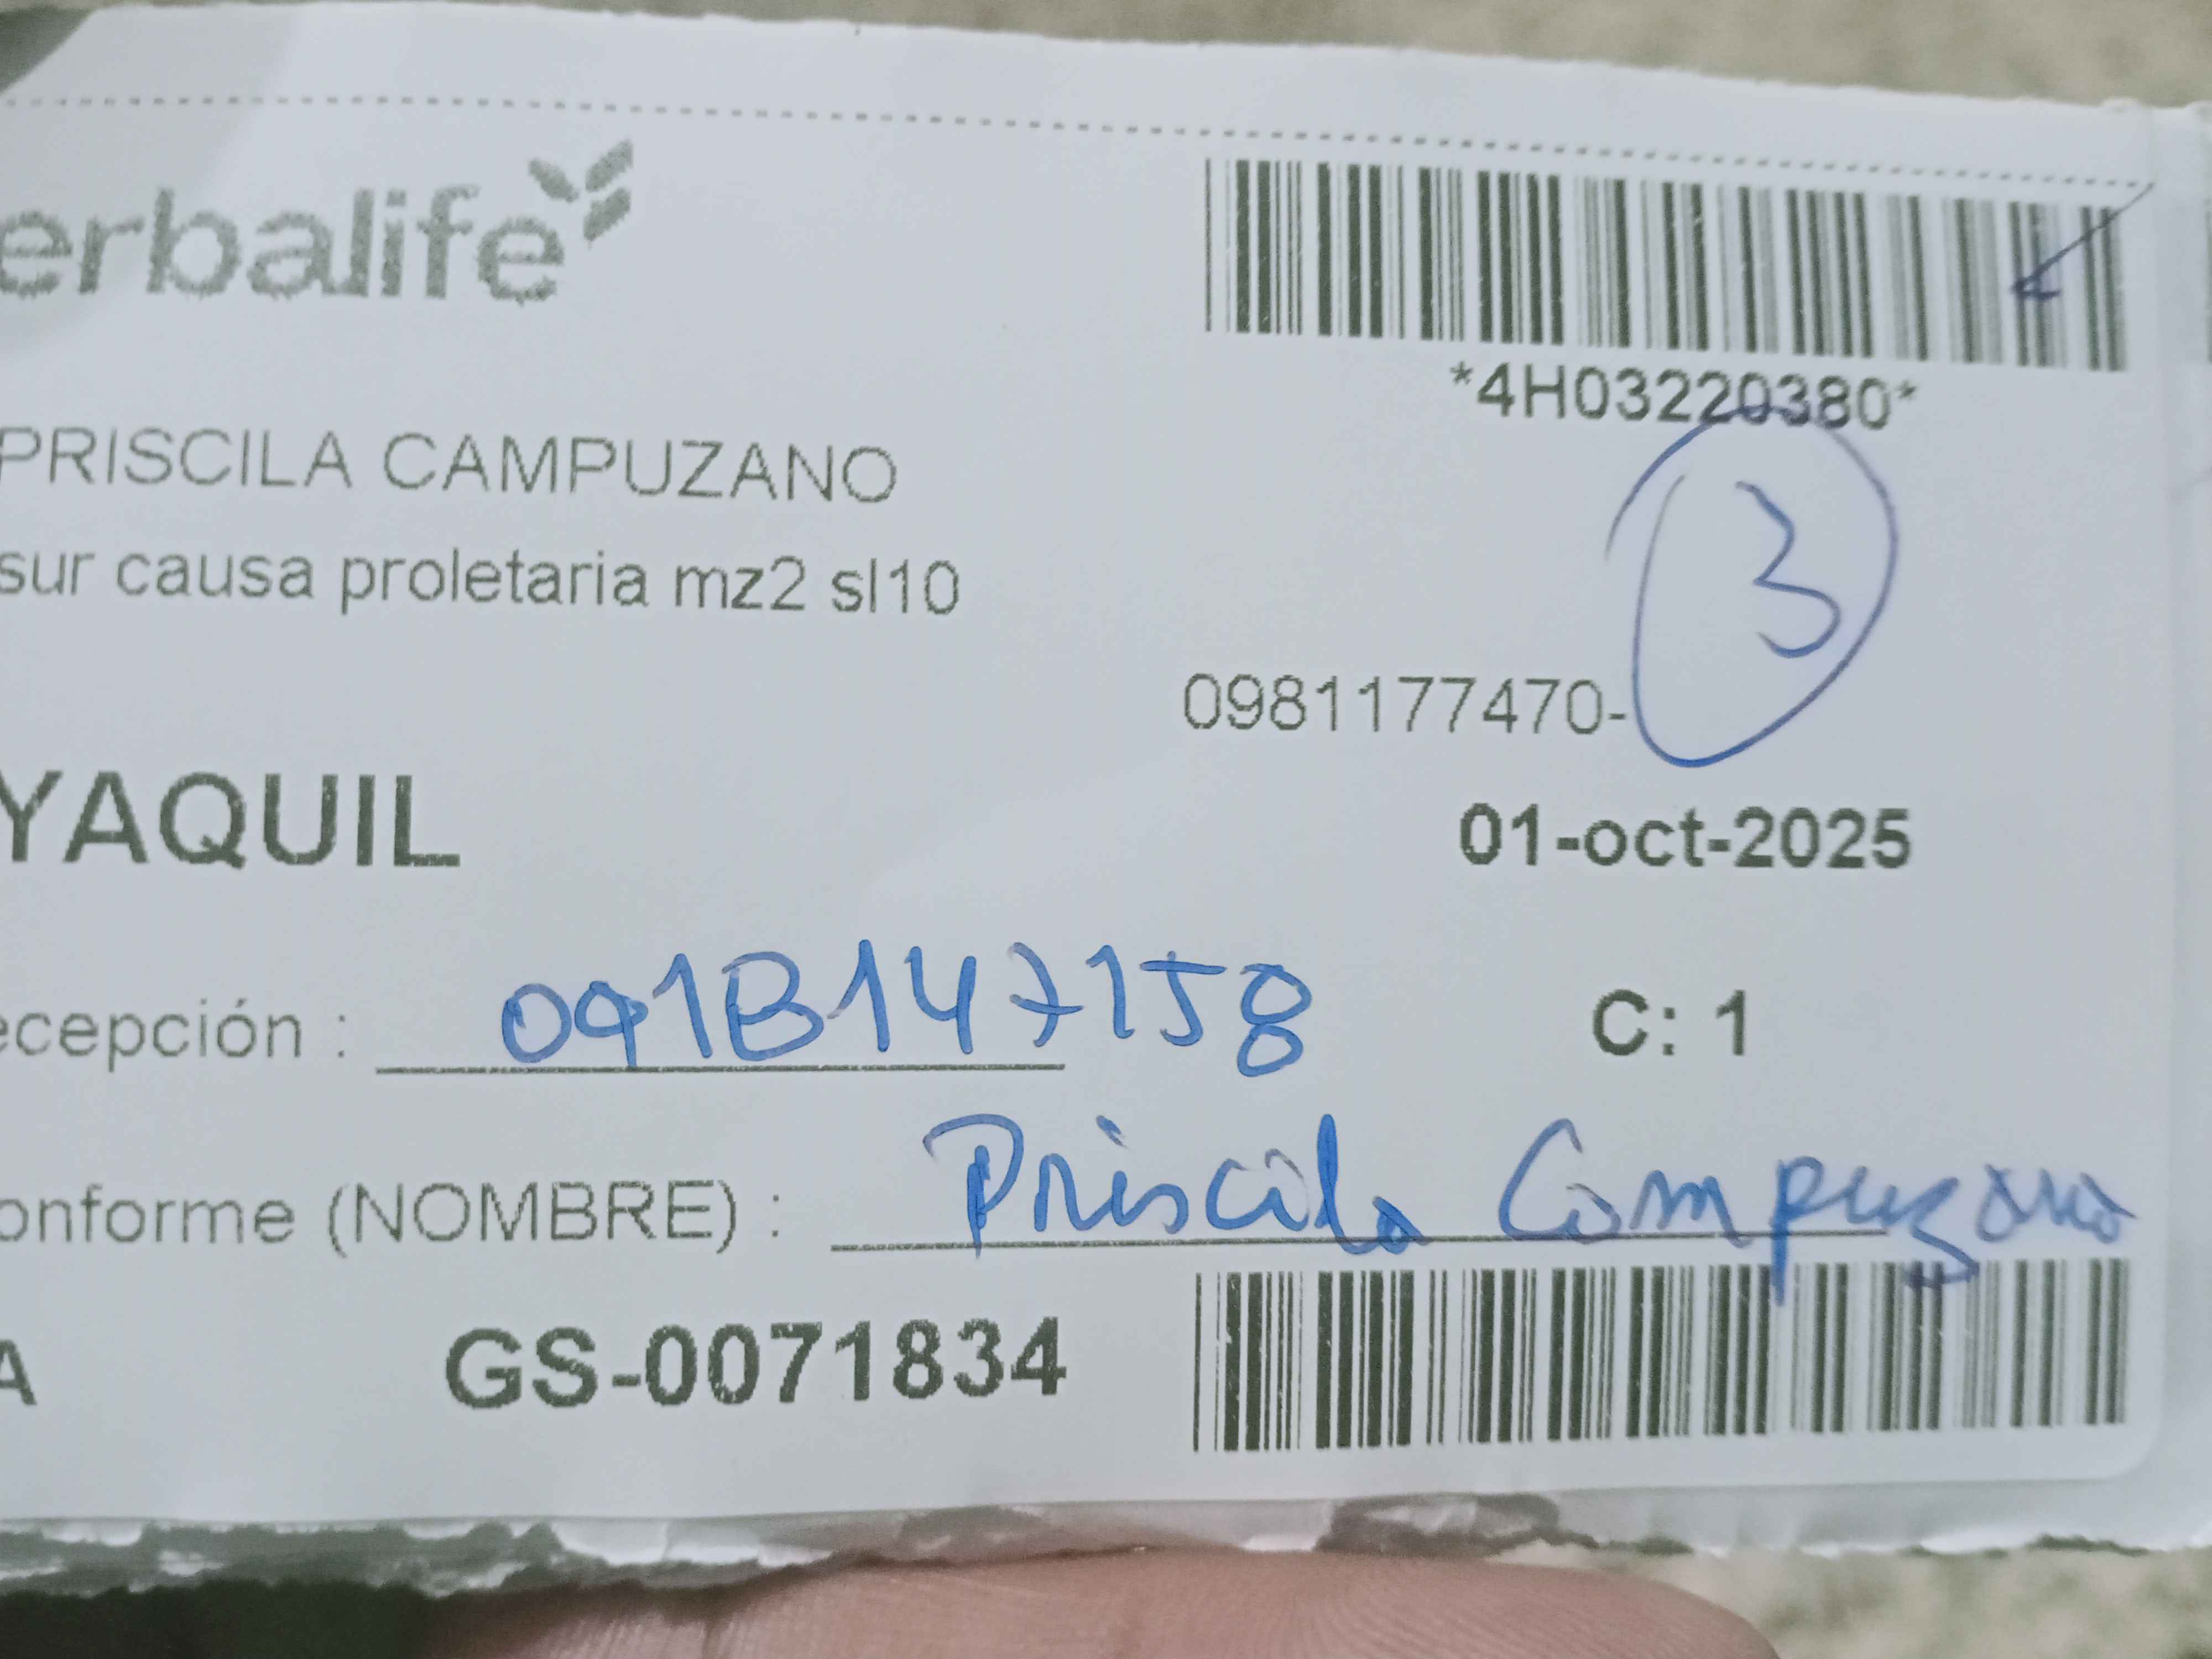 erbalife
*4H03220380*
PRISCILA CAMPUZANO
3
sur causa proletaria mz2 sl10
0981177470-
YAQUIL
01-oct-2025
ecepción : 0918147158
C: 1
onforme (NOMBRE) : Priscila Campuzano
A GS-0071834